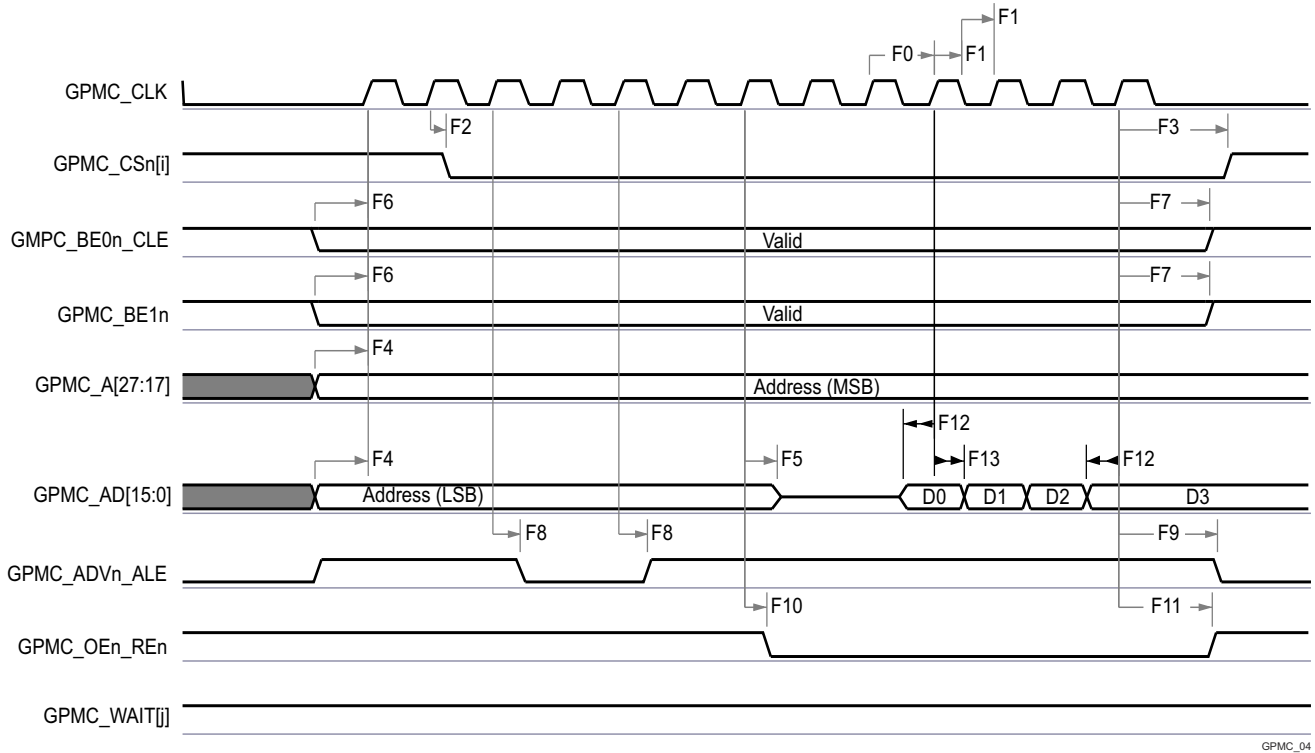 F1
F0 F1
GPMC_CLK
F2 F3
GPMC_CSn[i]
F6 F7
GMPC_BE0n_CLE Valid
F6 F7
GPMC_BE1n Valid
F4
GPMC_A[27:17] Address (MSB)
F12
F4 F5 F13 F12
GPMC_AD[15:0] Address (LSB) D0 D1 D2 D3
F8 F8 F9
GPMC_ADVn_ALE
F10 F11
GPMC_OEn_REn
GPMC_WAIT[j]
GPMC_04